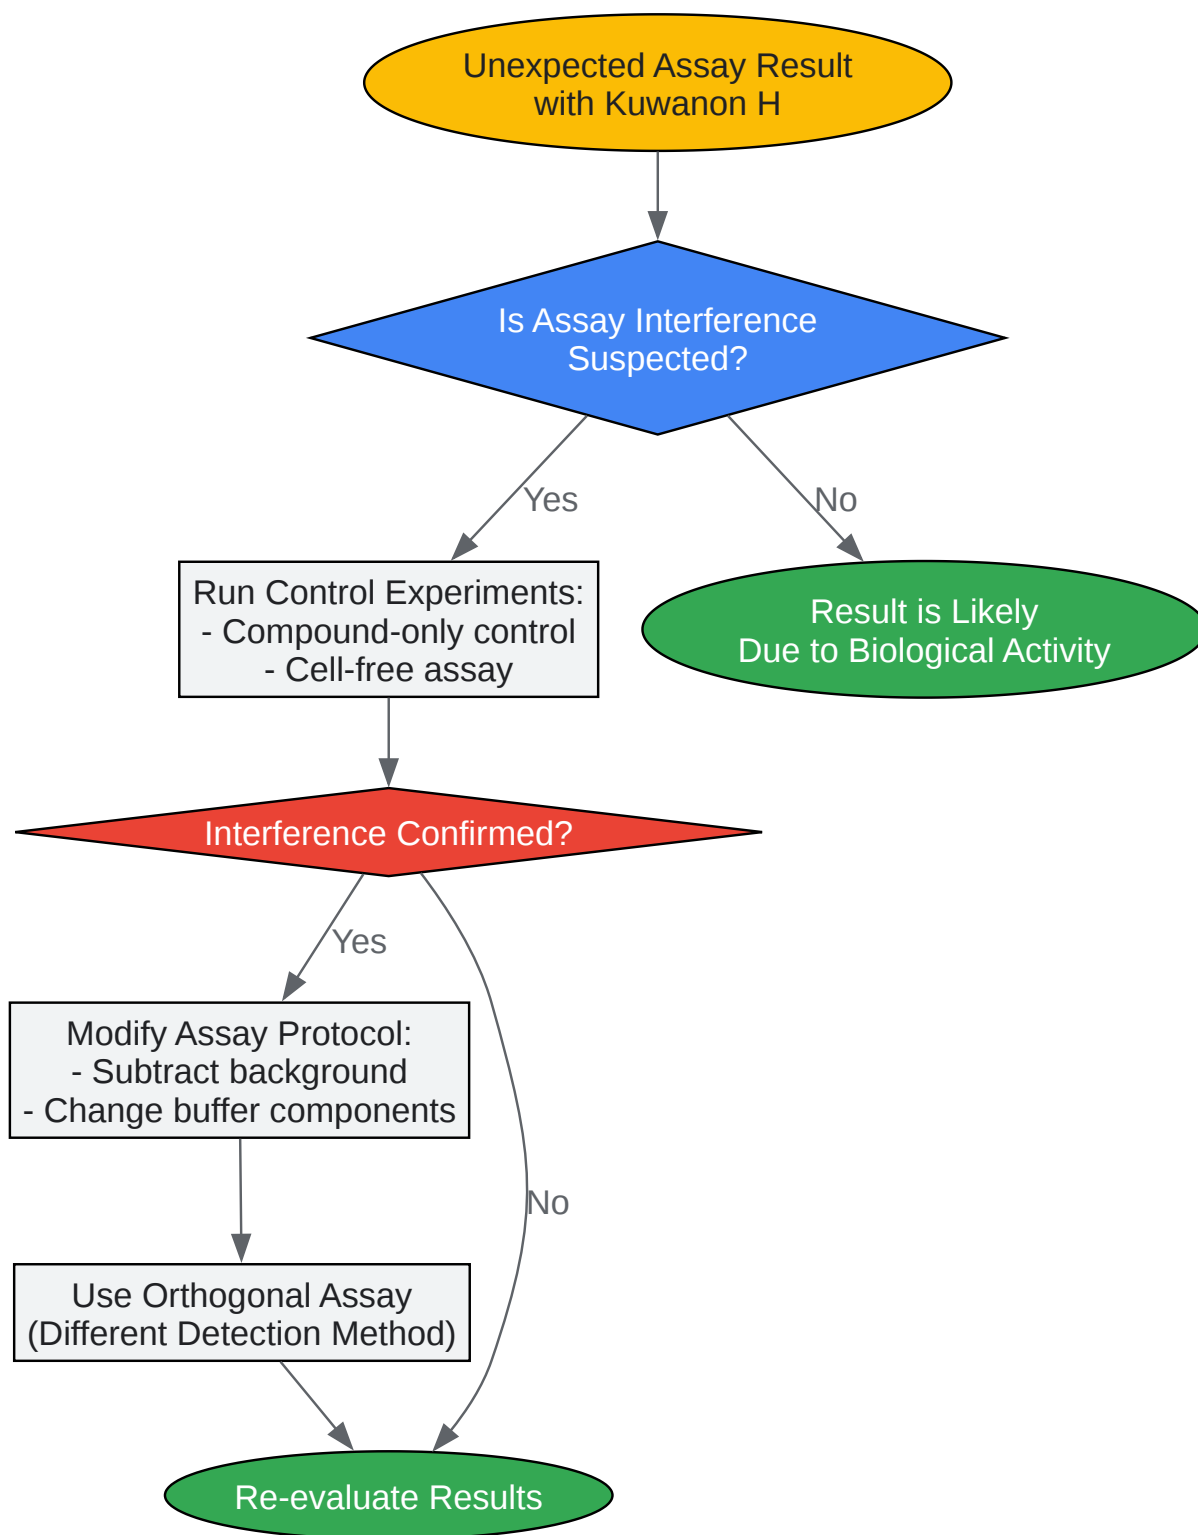 Unexpected Assay Result
with Kuwanon H
Is Assay Interference
Suspected?
Yes
No
Run Control Experiments:
- Compound-only control
- Cell-free assay
Result is Likely
Due to Biological Activity
Interference Confirmed?
Yes
Modify Assay Protocol:
- Subtract background
- Change buffer components
No
Use Orthogonal Assay
(Different Detection Method)
Re-evaluate Results